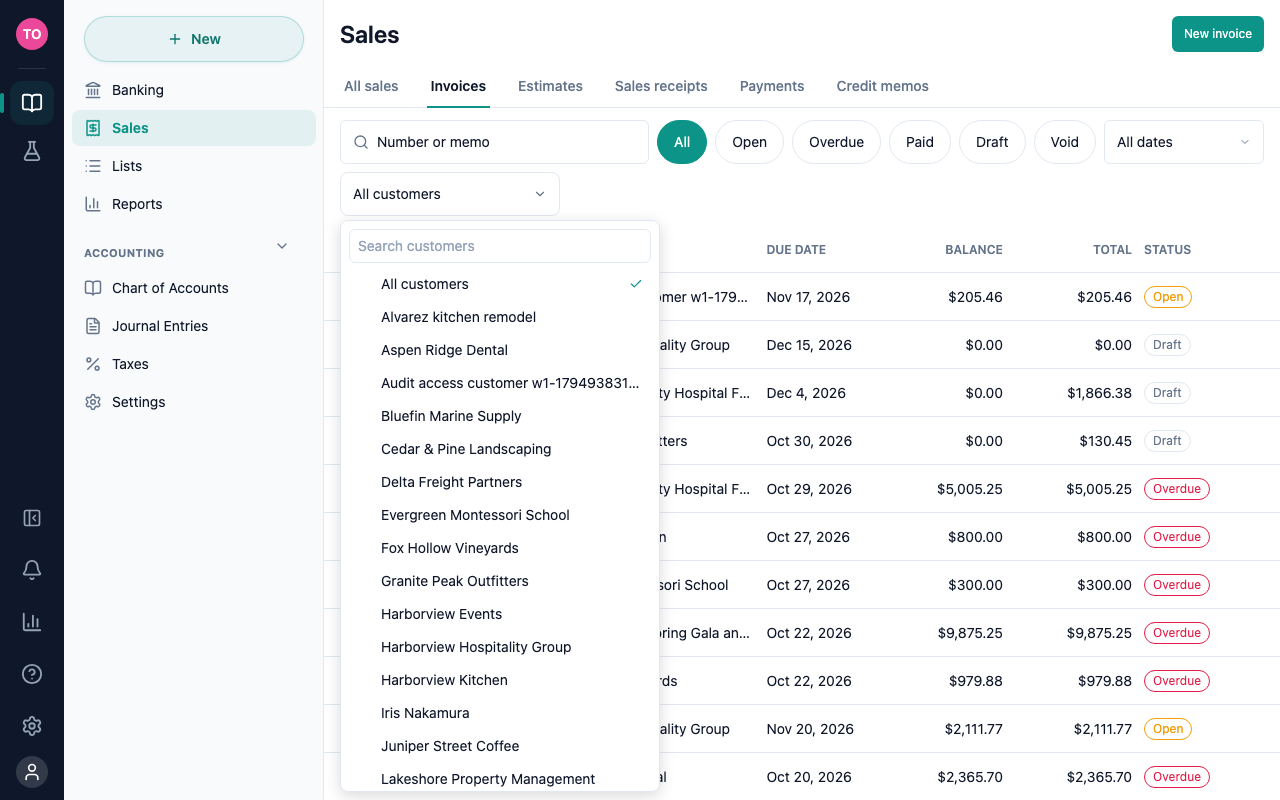 TO
New
Banking
Sales
Lists
Reports
ACCOUNTING
Chart of Accounts
Journal Entries
Taxes
Settings
Sales
New invoice
All sales
Invoices
Estimates
Sales receipts
Payments
Credit memos
Number or memo
All
Open
Overdue
Paid
Draft
Void
All dates
All customers
Search customers
All customers
Alvarez kitchen remodel
Aspen Ridge Dental
Audit access customer w1-179493831...
Bluefin Marine Supply
Cedar & Pine Landscaping
Delta Freight Partners
Evergreen Montessori School
Fox Hollow Vineyards
Granite Peak Outfitters
Harborview Events
Harborview Hospitality Group
Harborview Kitchen
Iris Nakamura
Juniper Street Coffee
Lakeshore Property Management
DUE DATE BALANCE TOTAL STATUS
omer w1-179... Nov 17, 2026 $205.46 $205.46 Open
ality Group Dec 15, 2026 $0.00 $0.00 Draft
ty Hospital F... Dec 4, 2026 $0.00 $1,866.38 Draft
tters Oct 30, 2026 $0.00 $130.45 Draft
ty Hospital F... Oct 29, 2026 $5,005.25 $5,005.25 Overdue
n Oct 27, 2026 $800.00 $800.00 Overdue
sori School Oct 27, 2026 $300.00 $300.00 Overdue
oring Gala an... Oct 22, 2026 $9,875.25 $9,875.25 Overdue
rds Oct 22, 2026 $979.88 $979.88 Overdue
ality Group Nov 20, 2026 $2,111.77 $2,111.77 Open
al Oct 20, 2026 $2,365.70 $2,365.70 Overdue